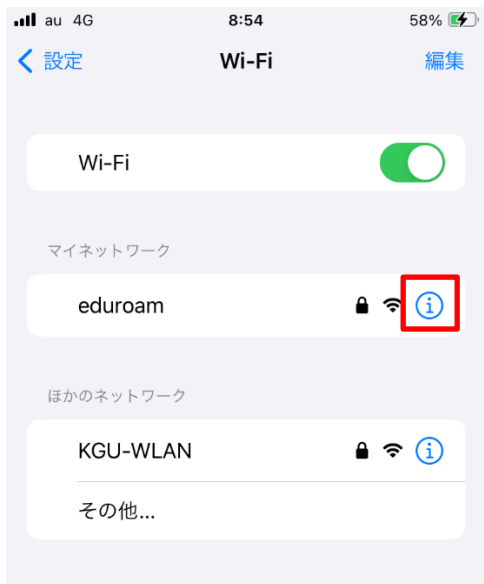 au 4G 8:54 58%
設定 Wi-Fi 編集
Wi-Fi
マイネットワーク
eduroam
ほかのネットワーク
KGU-WLAN
その他...